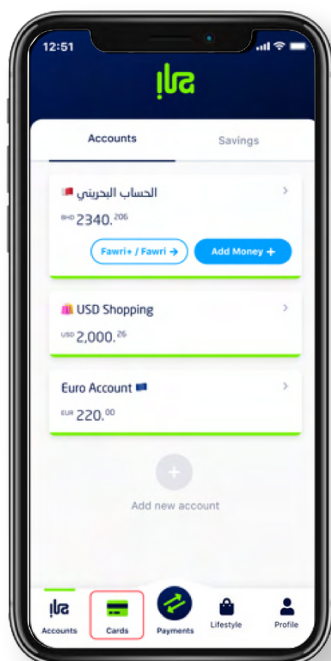 12:51
ila
Accounts
Savings
الحساب البحريني
BHD 2340.206
Fawri+ / Fawri →
Add Money +
USD Shopping
USD 2,000.26
Euro Account
EUR 220.00
Add new account
ila
Accounts
Cards
Payments
Lifestyle
Profile